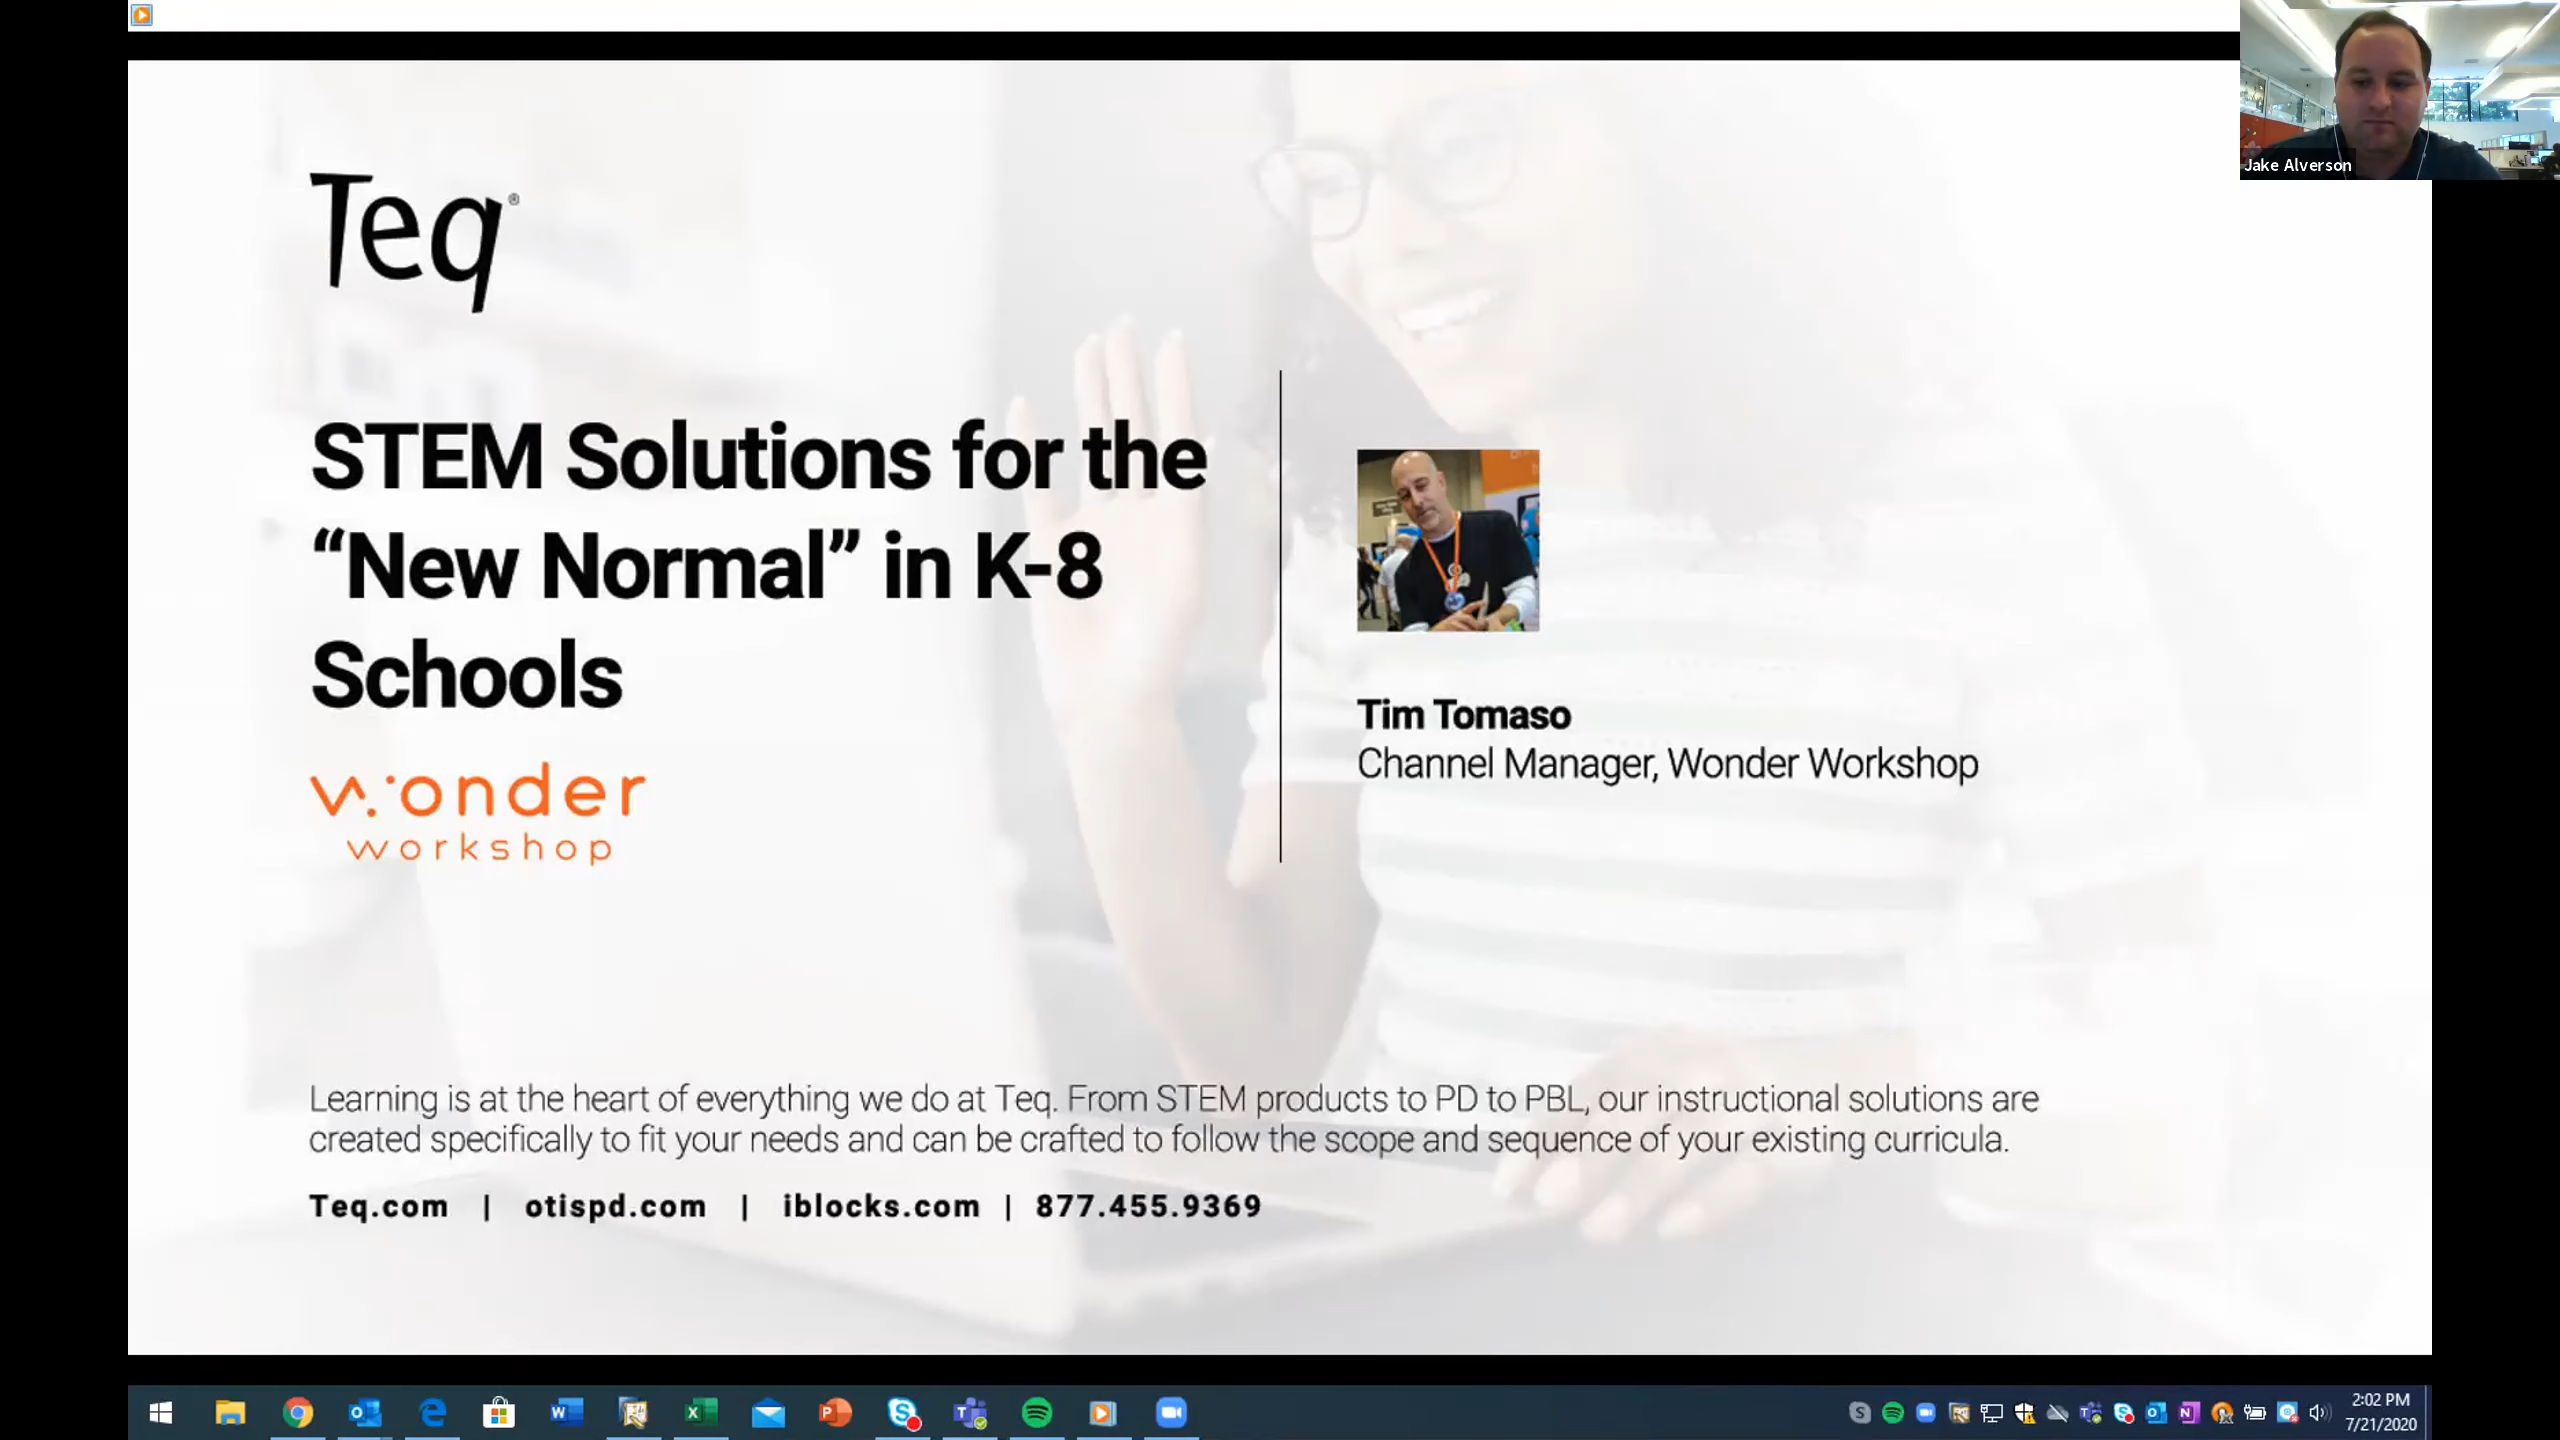 Jake Alverson
Teq®
STEM Solutions for the
“New Normal” in K-8
Schools
wonder
workshop
Tim Tomaso
Channel Manager, Wonder Workshop
Learning is at the heart of everything we do at Teq. From STEM products to PD to PBL, our instructional solutions are
created specifically to fit your needs and can be crafted to follow the scope and sequence of your existing curricula.
Teq.com | otispd.com | iblocks.com | 877.455.9369
2:02 PM
7/21/2020